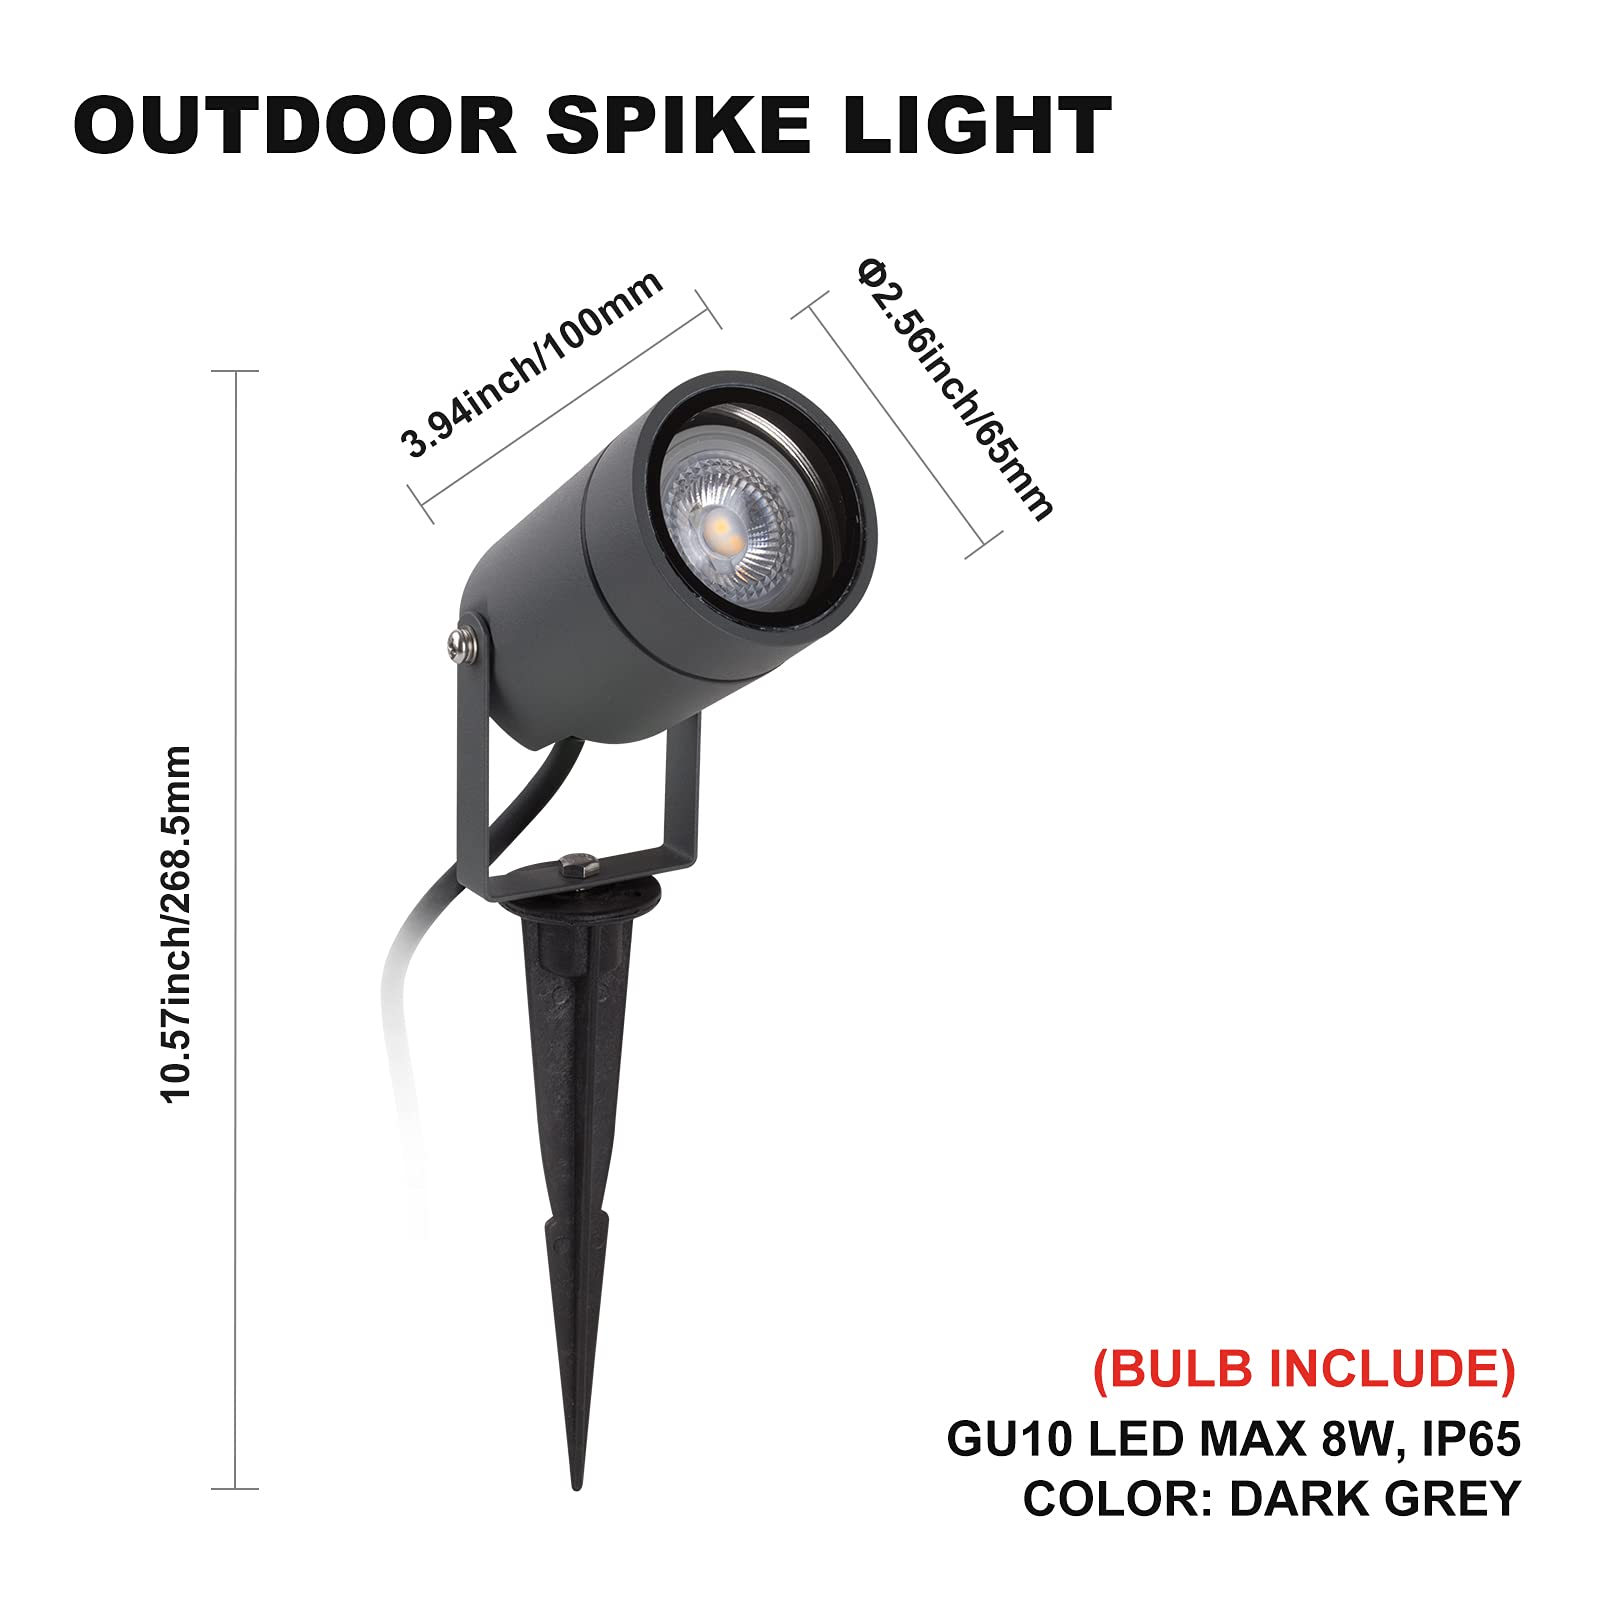 OUTDOOR SPIKE LIGHT
3.94inch/100mm
Φ2.56inch/65mm
10.57inch/268.5mm
(BULB INCLUDE)
GU10 LED MAX 8W, IP65
COLOR: DARK GREY